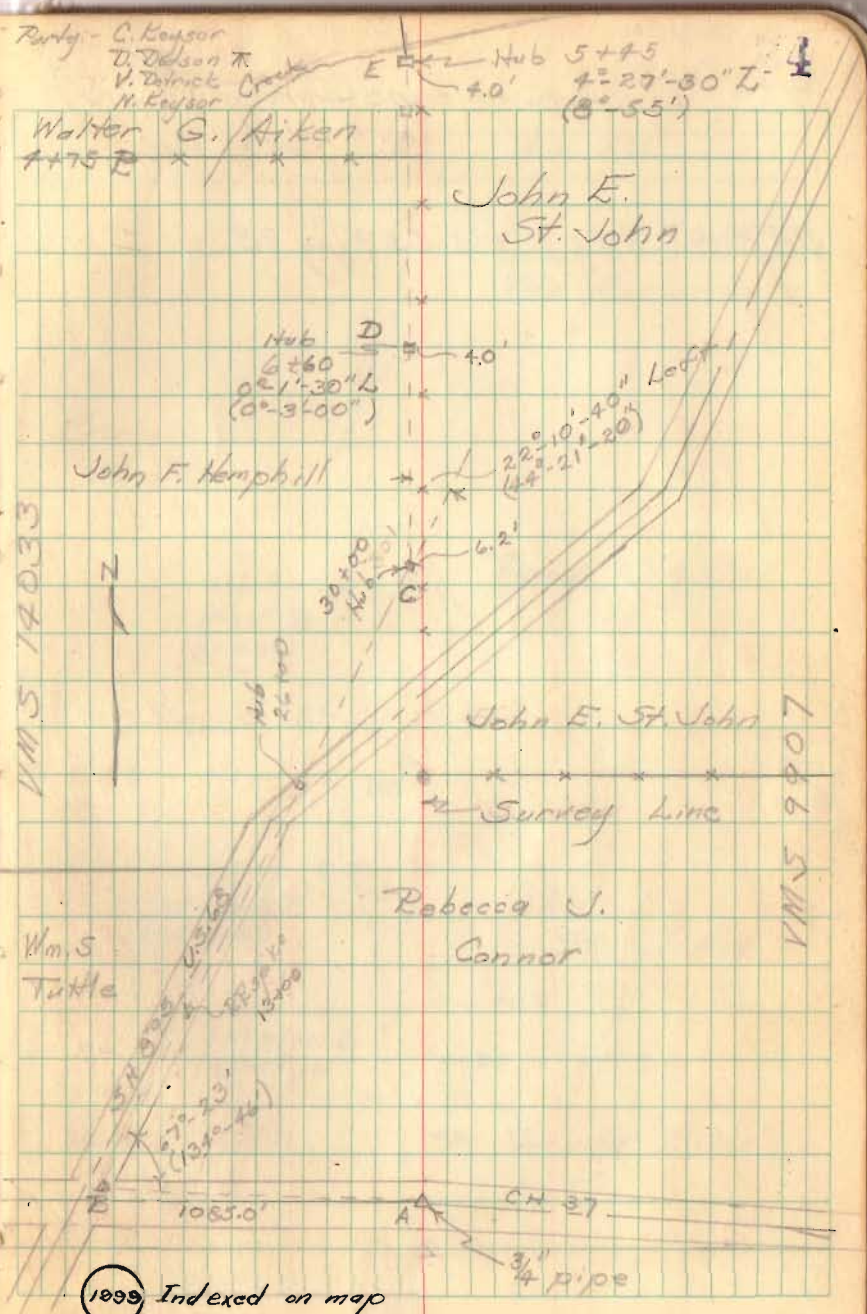 Party - C. Keysor
D. Dotson
V. Detrick
N. Keysor
Creek
E
Hub 5+45
4°-27'-30" L
(8°-55')
4.0'
4
Walter G. Aiken
4+75
John E.
St. John
Hub
6+60
0°-1'-30" L
(0°-3'-00")
D
4.0'
22°-10'-40" Left
(44°-21'-20")
John F. Hemphill
6.2'
30+00
Hub
C
VMS 14033
N
Hub
26+00
John E. St. John
Survey Line
VMS 9907
Rebecca J.
Connor
Wm. S
Tuttle
U.S. 68
S.H.
13+00
67°-23'
(134°-46')
B
1085.0'
A
CH 37
3/4" pipe
1899 Indexed on map